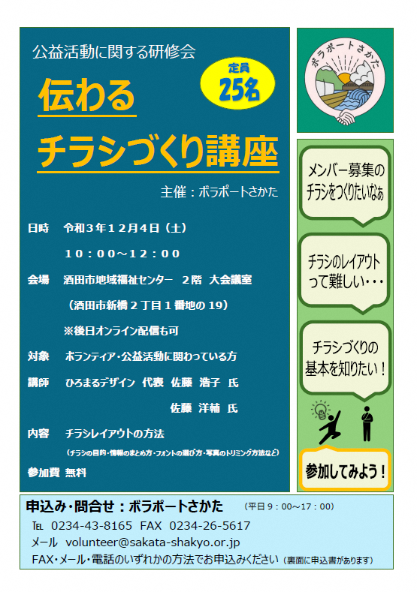 公益活動に関する研修会
定員
25名
伝わる
チラシづくり講座
主催：ボラポートさかた
日時 令和３年１２月４日（土）
１０：００～１２：００
会場 酒田市地域福祉センター ２階 大会議室
（酒田市新橋２丁目１番地の19）
※後日オンライン配信も可
対象 ボランティア・公益活動に関わっている方
講師 ひろまるデザイン 代表 佐藤 浩子 氏
佐藤 洋輔 氏
内容 チラシレイアウトの方法
（チラシの目的・情報のまとめ方・フォントの選び方・写真のトリミング方法など）
参加費 無料
ボラポートさかた
メンバー募集の
チラシをつくりたいなぁ
チラシのレイアウト
って難しい・・・
チラシづくりの
基本を知りたい！
参加してみよう！
申込み・問合せ：ボラポートさかた （平日９：００～１７：００）
℡ 0234-43-8165 FAX 0234-26-5617
メール volunteer@sakata-shakyo.or.jp
FAX・メール・電話のいずれかの方法でお申込みください（裏面に申込書があります）